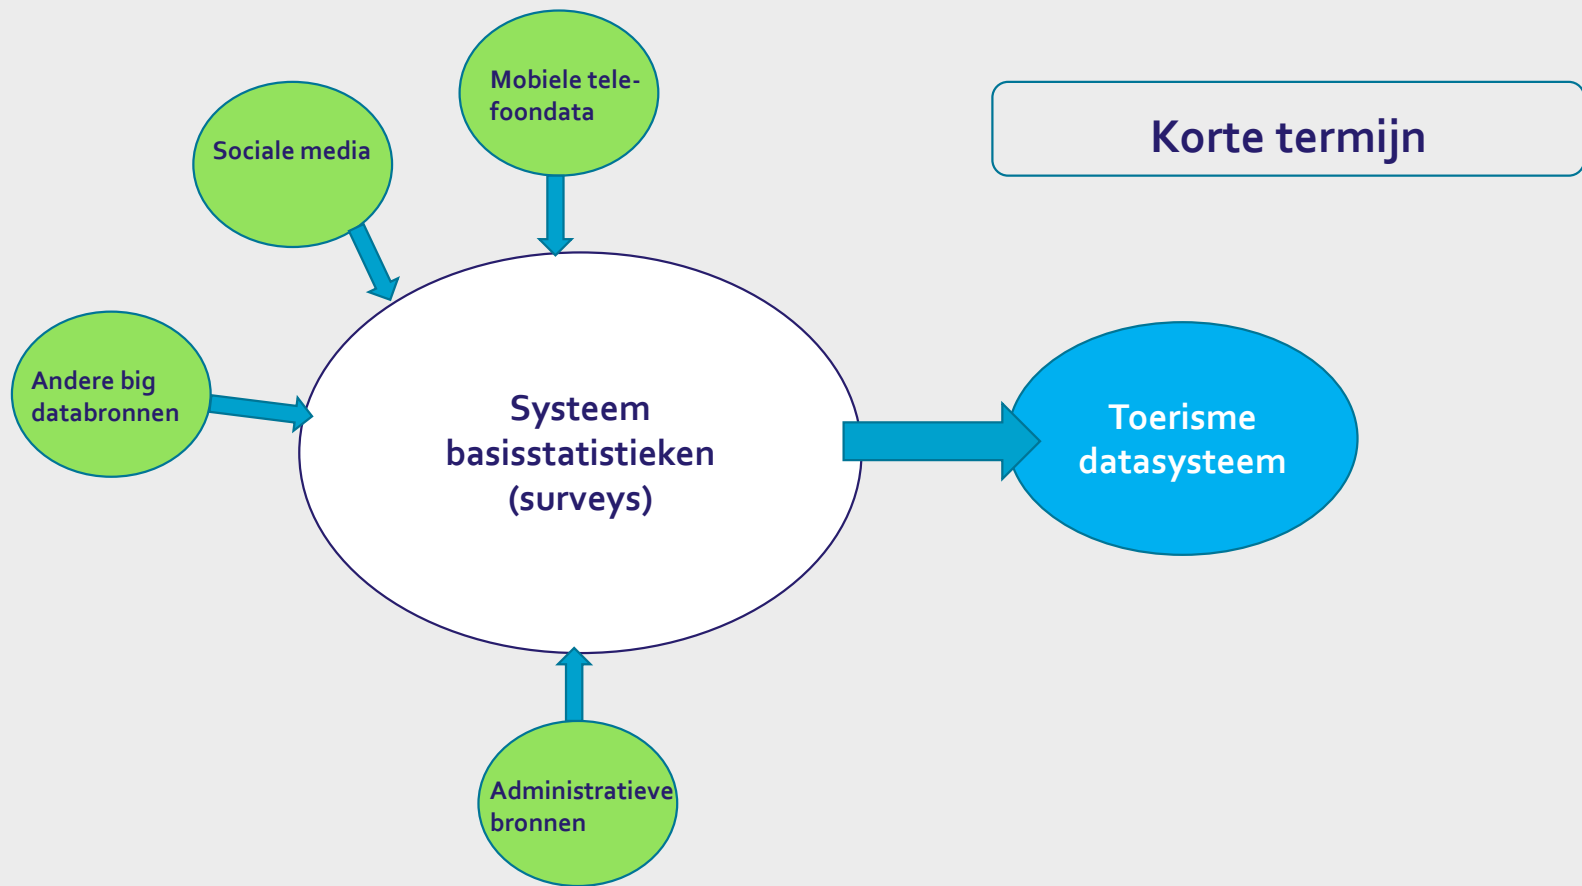 Mobiele tele-
foondata
Sociale media
Korte termijn
Andere big
databronnen
Systeem
basisstatistieken
(surveys)
Toerisme
datasysteem
Administratieve
bronnen